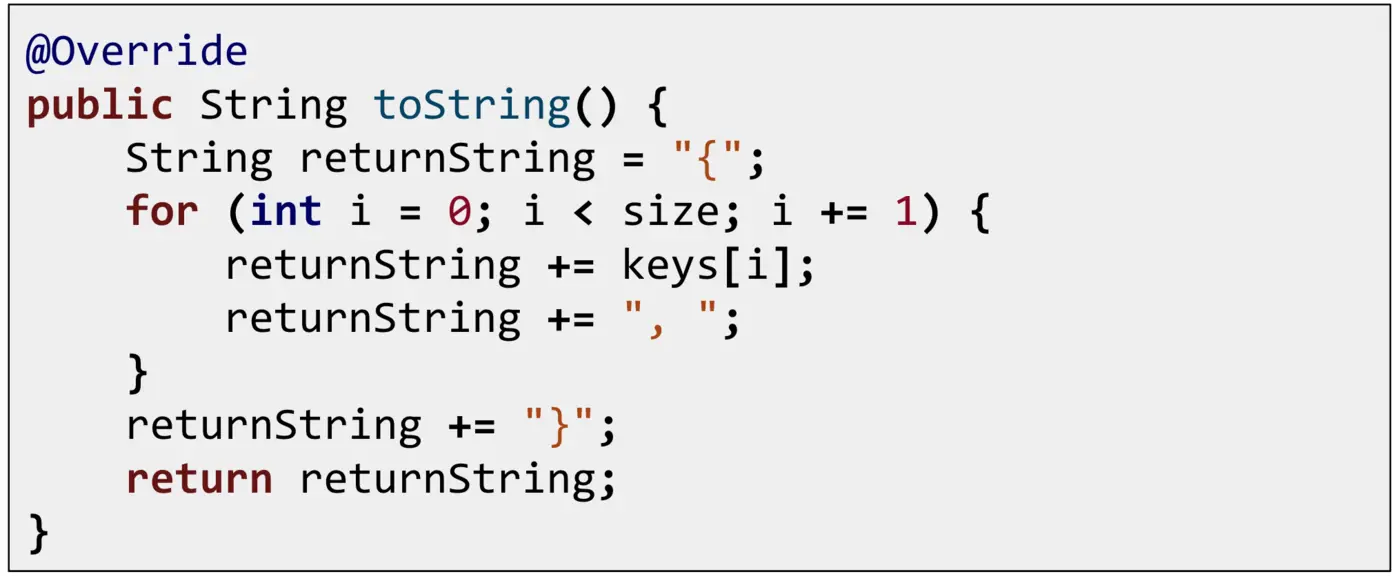 @Override
public String toString() {
    String returnString = "{";
    for (int i = 0; i < size; i += 1) {
        returnString += keys[i];
        returnString += ", ";
    }
    returnString += "}";
    return returnString;
}